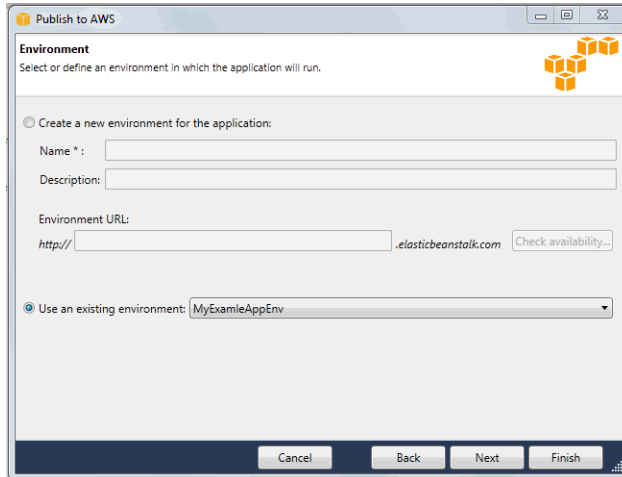 Publish to AWS
Environment
Select or define an environment in which the application will run.
Create a new environment for the application:
Name * :
Description:
Environment URL:
http:// .elasticbeanstalk.com Check availability...
Use an existing environment: MyExamleAppEnv
Cancel Back Next Finish